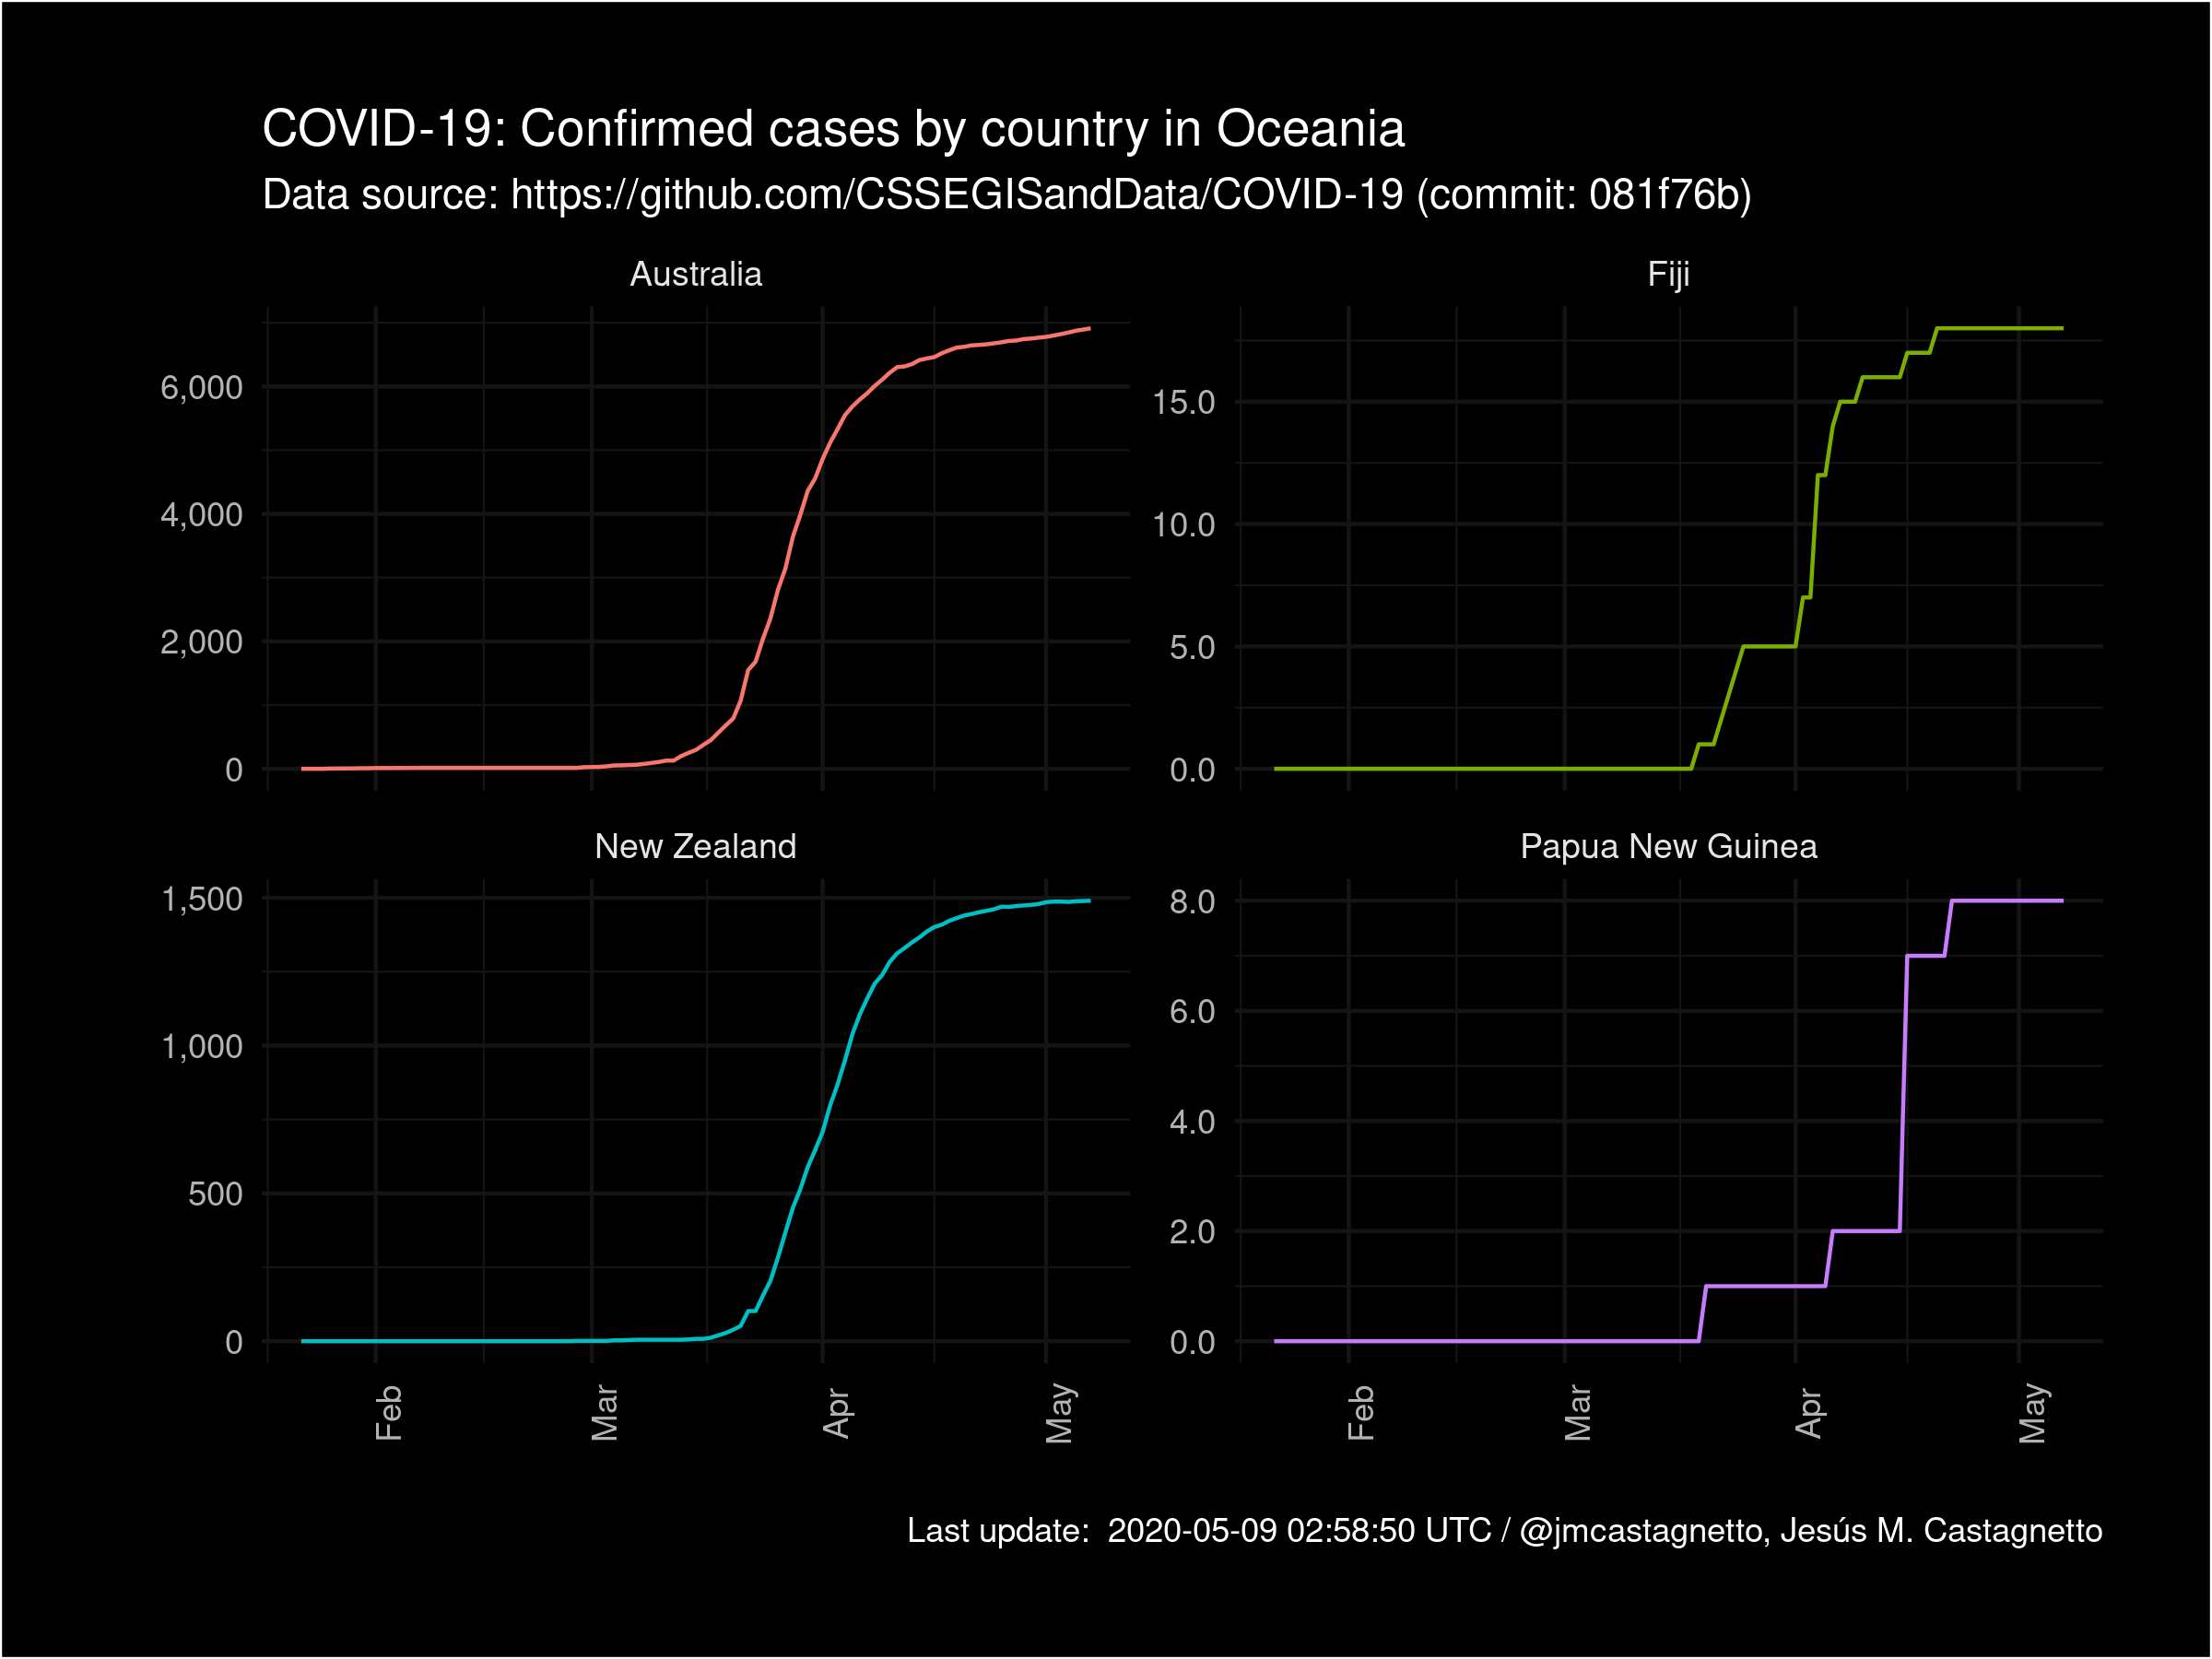 COVID-19: Confirmed cases by country in Oceania
Data source: https://github.com/CSSEGISandData/COVID-19 (commit: 081f76b)
Australia
6,000
4,000
2,000
0
Fiji
15.0
10.0
5.0
0.0
New Zealand
1,500
1,000
500
0
Feb
Mar
Apr
May
Papua New Guinea
8.0
6.0
4.0
2.0
0.0
Feb
Mar
Apr
May
Last update:  2020-05-09 02:58:50 UTC / @jmcastagnetto, Jesús M. Castagnetto